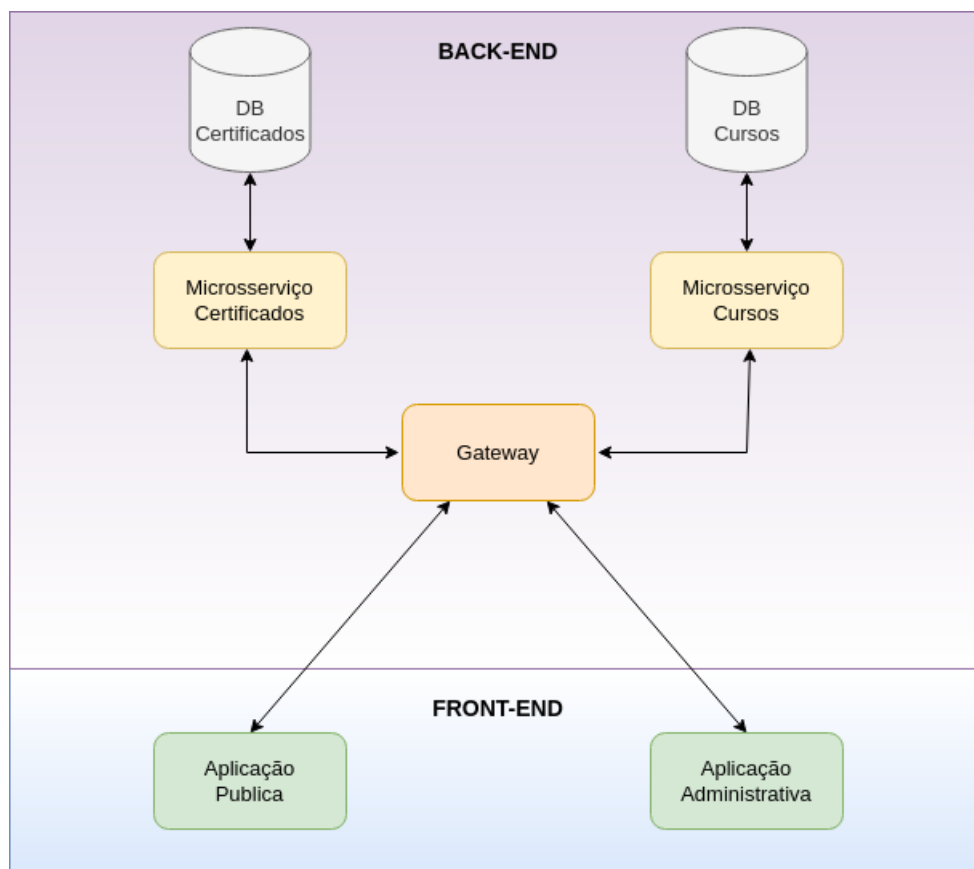 BACK-END
DB
Certificados
DB
Cursos
Microsserviço
Certificados
Microsserviço
Cursos
Gateway
FRONT-END
Aplicação
Publica
Aplicação
Administrativa